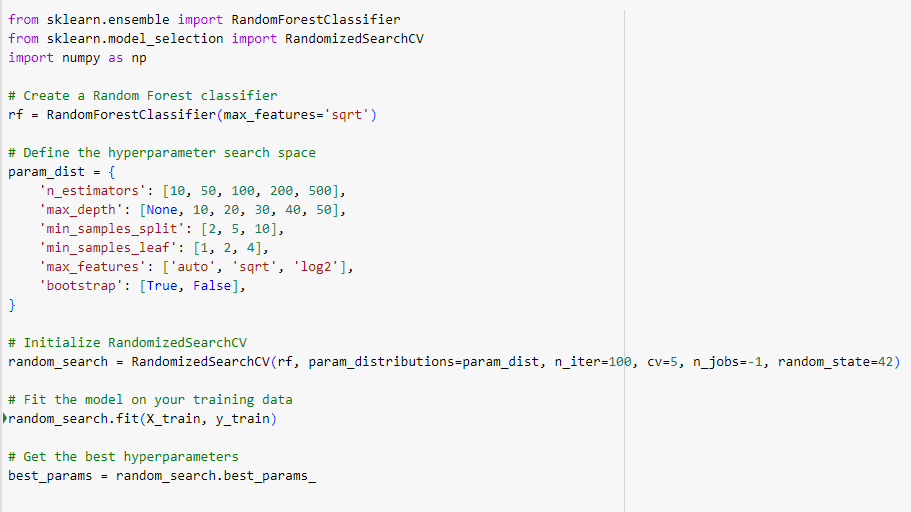 from sklearn.ensemble import RandomForestClassifier
from sklearn.model_selection import RandomizedSearchCV
import numpy as np

# Create a Random Forest classifier
rf = RandomForestClassifier(max_features='sqrt')

# Define the hyperparameter search space
param_dist = {
    'n_estimators': [10, 50, 100, 200, 500],
    'max_depth': [None, 10, 20, 30, 40, 50],
    'min_samples_split': [2, 5, 10],
    'min_samples_leaf': [1, 2, 4],
    'max_features': ['auto', 'sqrt', 'log2'],
    'bootstrap': [True, False],
}

# Initialize RandomizedSearchCV
random_search = RandomizedSearchCV(rf, param_distributions=param_dist, n_iter=100, cv=5, n_jobs=-1, random_state=42)

# Fit the model on your training data
random_search.fit(X_train, y_train)

# Get the best hyperparameters
best_params = random_search.best_params_